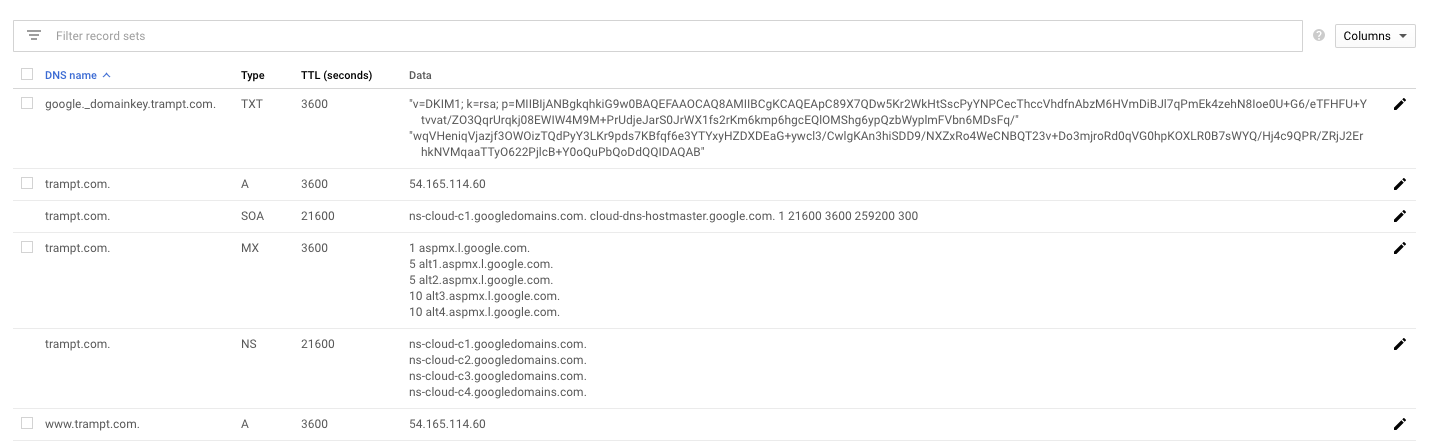 Filter record sets
Columns
DNS name Type TTL (seconds) Data
google._domainkey.trampt.com. TXT 3600 "v=DKIM1; k=rsa; p=MIIBIjANBgkqhkiG9w0BAQEFAAOCAQ8AMIIBCgKCAQEApC89X7QDw5Kr2WkHtSscPyYNPCecThccVhdfnAbzM6HVmDiBJl7qPmEk4zehN8Ioe0U+G6/eTFHFU+Y
tvvat/ZO3QqrUrqkj08EWIW4M9M+PrUdjeJarS0JrWX1fs2rKm6kmp6hgcEQlOMShg6ypQzbWyplmFVbn6MDsFq/"
"wqVHeniqVjazjf3OWOizTQdPyY3LKr9pds7KBfqf6e3YTYxyHZDXDEaG+ywcl3/CwlgKAn3hiSDD9/NXZxRo4WeCNBQT23v+Do3mjroRd0qVG0hpKOXLR0B7sWYQ/Hj4c9QPR/ZRjJ2Er
hkNVMqaaTTyO622PjlcB+Y0oQuPbQoDdQQIDAQAB"
trampt.com. A 3600 54.165.114.60
trampt.com. SOA 21600 ns-cloud-c1.googledomains.com. cloud-dns-hostmaster.google.com. 1 21600 3600 259200 300
trampt.com. MX 3600 1 aspmx.l.google.com.
5 alt1.aspmx.l.google.com.
5 alt2.aspmx.l.google.com.
10 alt3.aspmx.l.google.com.
10 alt4.aspmx.l.google.com.
trampt.com. NS 21600 ns-cloud-c1.googledomains.com.
ns-cloud-c2.googledomains.com.
ns-cloud-c3.googledomains.com.
ns-cloud-c4.googledomains.com.
www.trampt.com. A 3600 54.165.114.60